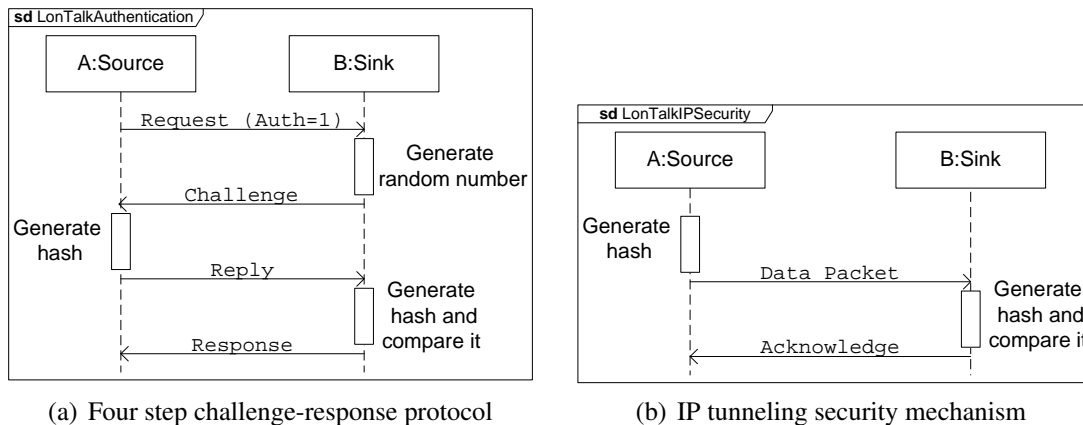 sd LonTalkAuthentication
A:Source
B:Sink
Request (Auth=1)
Generate
random number
Challenge
Generate
hash
Reply
Generate
hash and
compare it
Response
(a) Four step challenge-response protocol
sd LonTalkIPSecurity
A:Source
B:Sink
Generate
hash
Data Packet
Generate
hash and
compare it
Acknowledge
(b) IP tunneling security mechanism